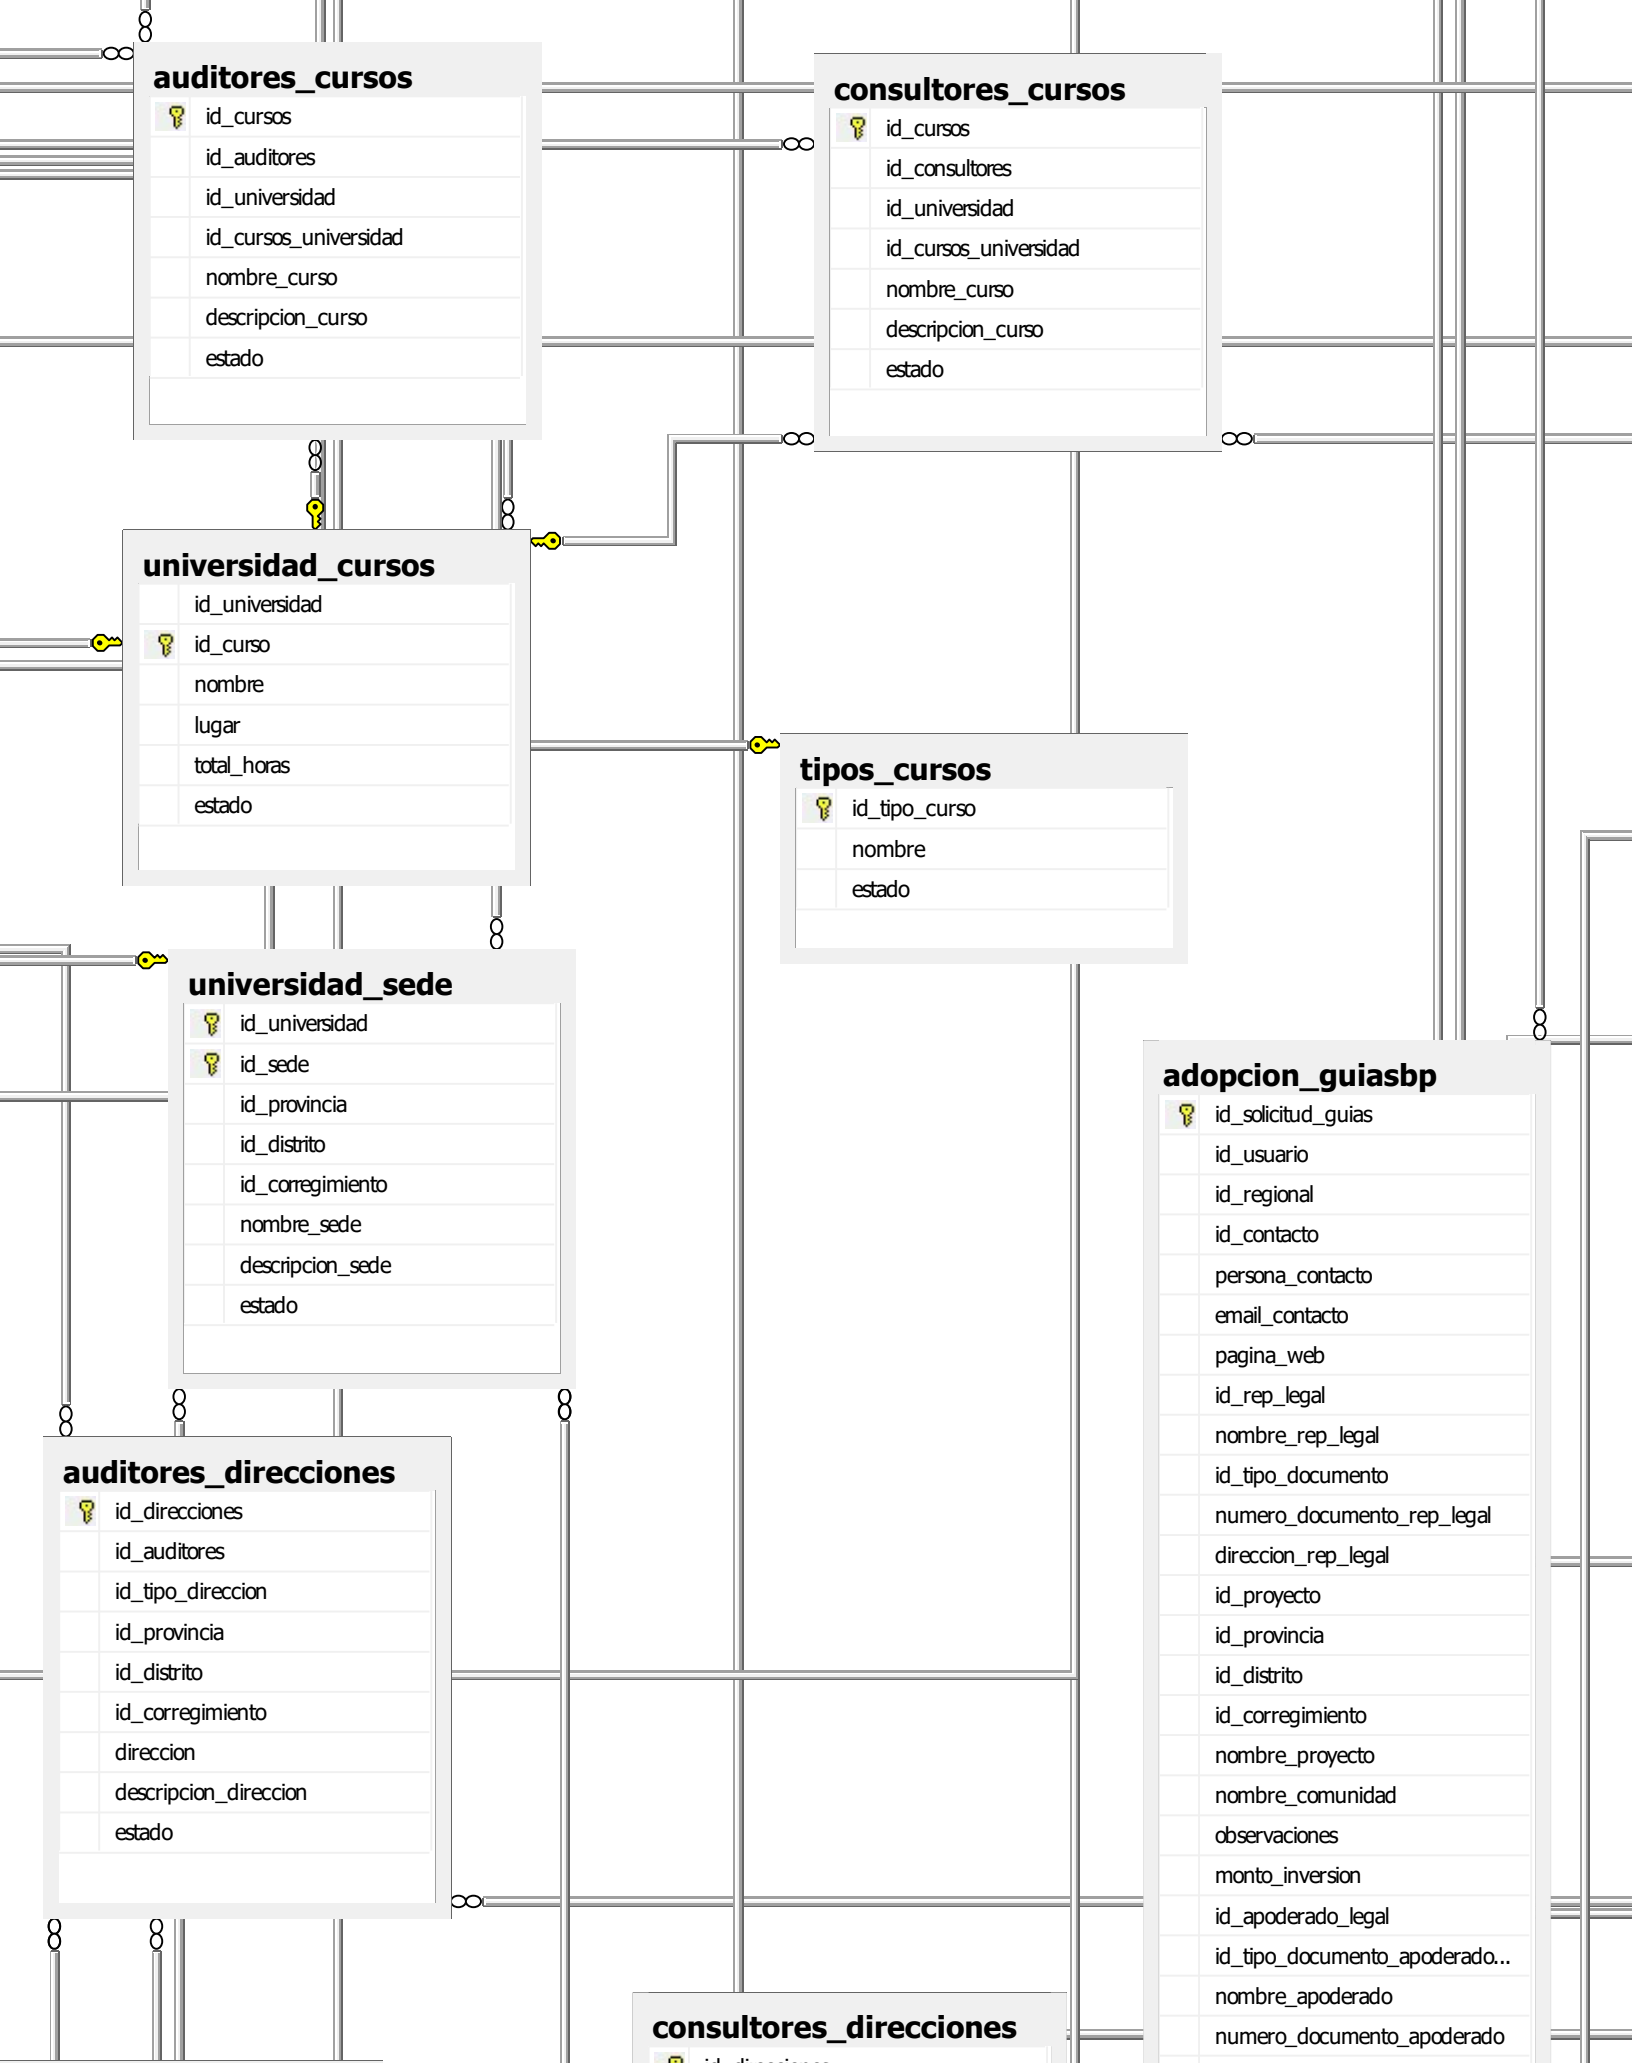 auditores_cursos
id_cursos
id_auditores
id_universidad
id_cursos_universidad
nombre_curso
descripcion_curso
estado
consultores_cursos
id_cursos
id_consultores
id_universidad
id_cursos_universidad
nombre_curso
descripcion_curso
estado
universidad_cursos
id_universidad
id_curso
nombre
lugar
total_horas
estado
tipos_cursos
id_tipo_curso
nombre
estado
universidad_sede
id_universidad
id_sede
id_provincia
id_distrito
id_corregimiento
nombre_sede
descripcion_sede
estado
adopcion_guiasbp
id_solicitud_guias
id_usuario
id_regional
id_contacto
persona_contacto
email_contacto
pagina_web
id_rep_legal
nombre_rep_legal
id_tipo_documento
numero_documento_rep_legal
direccion_rep_legal
id_proyecto
id_provincia
id_distrito
id_corregimiento
nombre_proyecto
nombre_comunidad
observaciones
monto_inversion
id_apoderado_legal
id_tipo_documento_apoderado...
nombre_apoderado
numero_documento_apoderado
auditores_direcciones
id_direcciones
id_auditores
id_tipo_direccion
id_provincia
id_distrito
id_corregimiento
direccion
descripcion_direccion
estado
consultores_direcciones